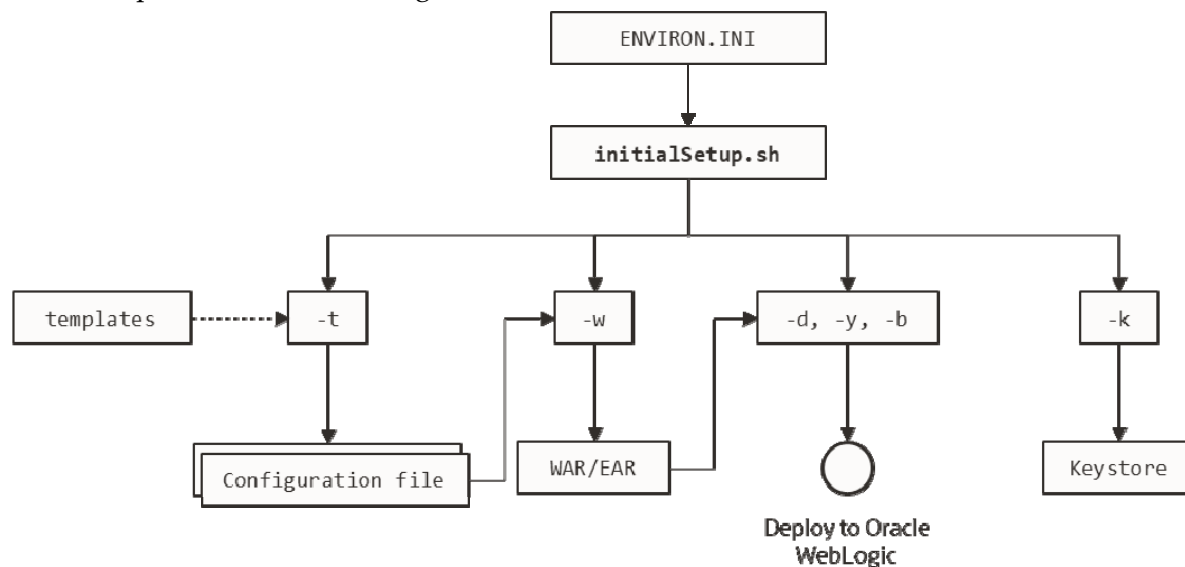 ENVIRON.INI
initialSetup.sh
templates
-t
-w
-d, -y, -b
-k
Configuration file
WAR/EAR
Keystore
Deploy to Oracle
WebLogic